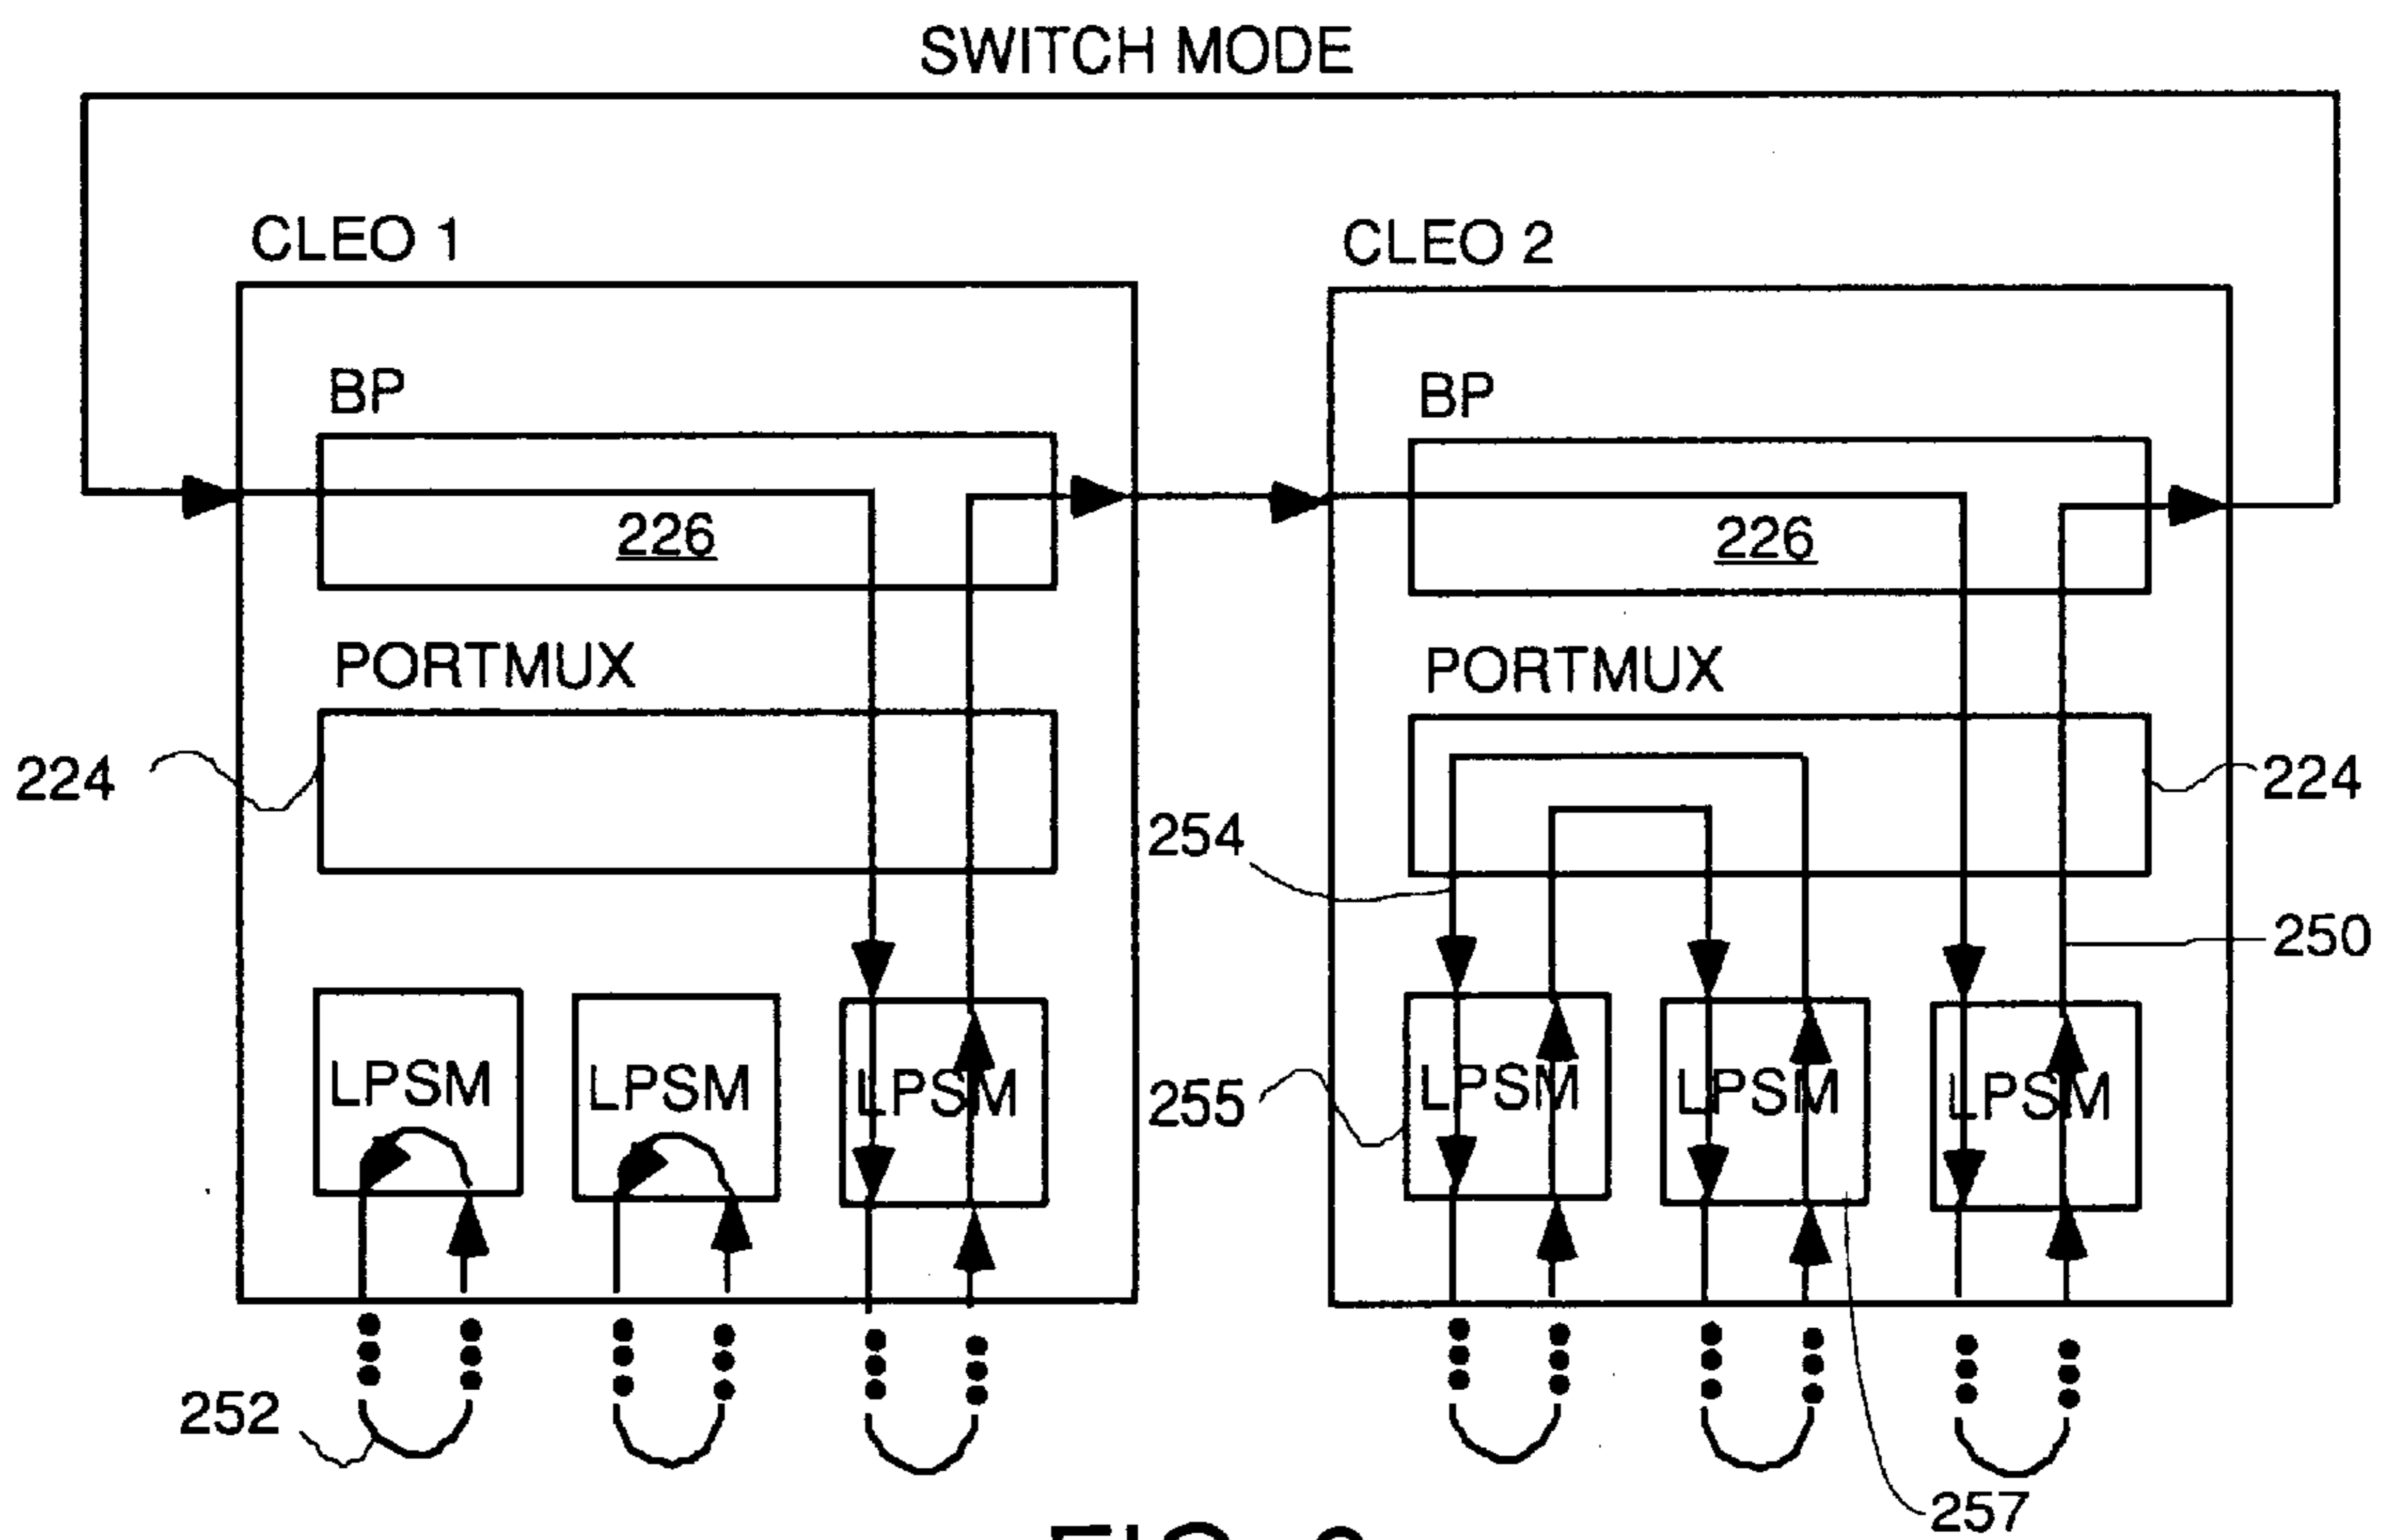 SWITCH MODE
CLEO 1
CLEO 2
BP
BP
226
226
PORTMUX
PORTMUX
224
224
254
250
LPSM
LPSM
LPSM
255
LPSM
LPSM
LPSM
252
257